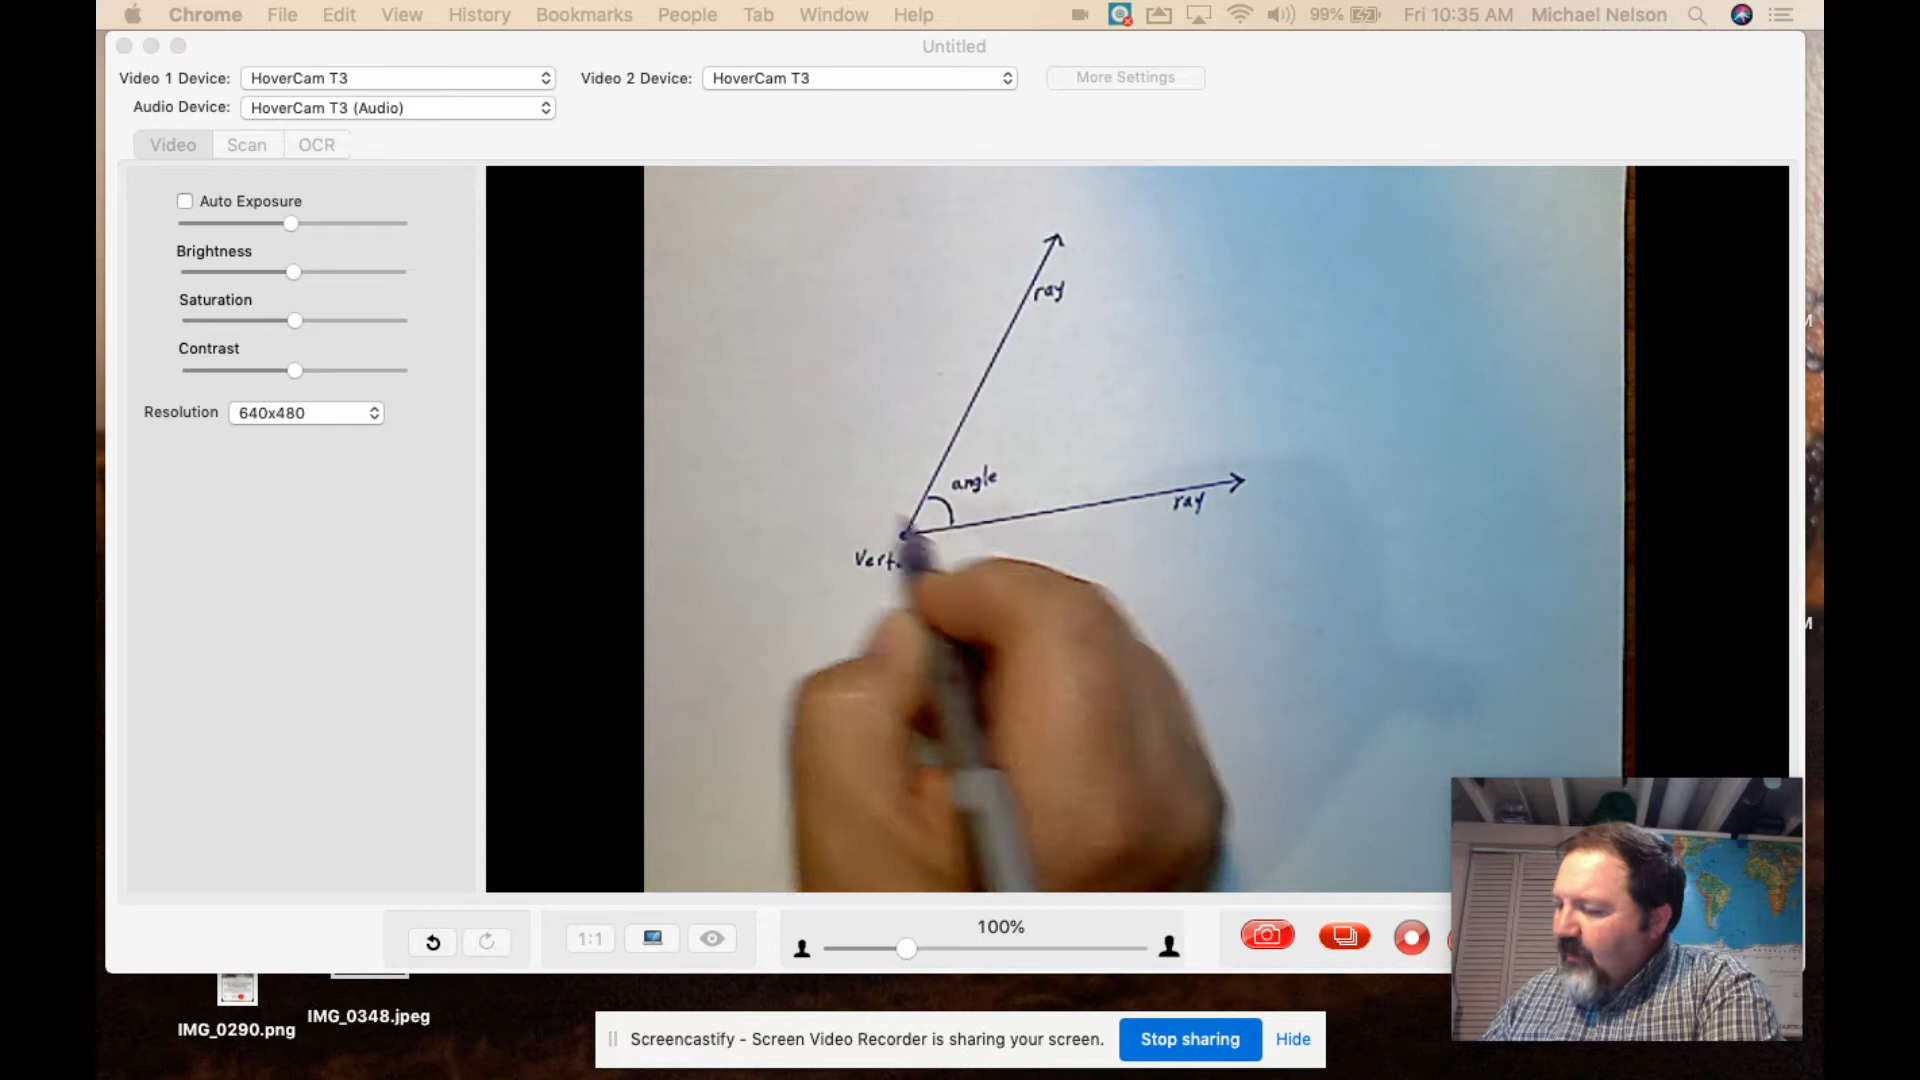 Chrome File Edit View History Bookmarks People Tab Window Help 99% Fri 10:35 AM Michael Nelson
Untitled
Video 1 Device: HoverCam T3 Video 2 Device: HoverCam T3 More Settings
Audio Device: HoverCam T3 (Audio)
Video Scan OCR
Auto Exposure
Brightness
Saturation
Contrast
Resolution 640x480
ray
angle
ray
1:1
100%
IMG_0290.png
IMG_0348.jpeg
Screencastify - Screen Video Recorder is sharing your screen. Stop sharing Hide
M
M